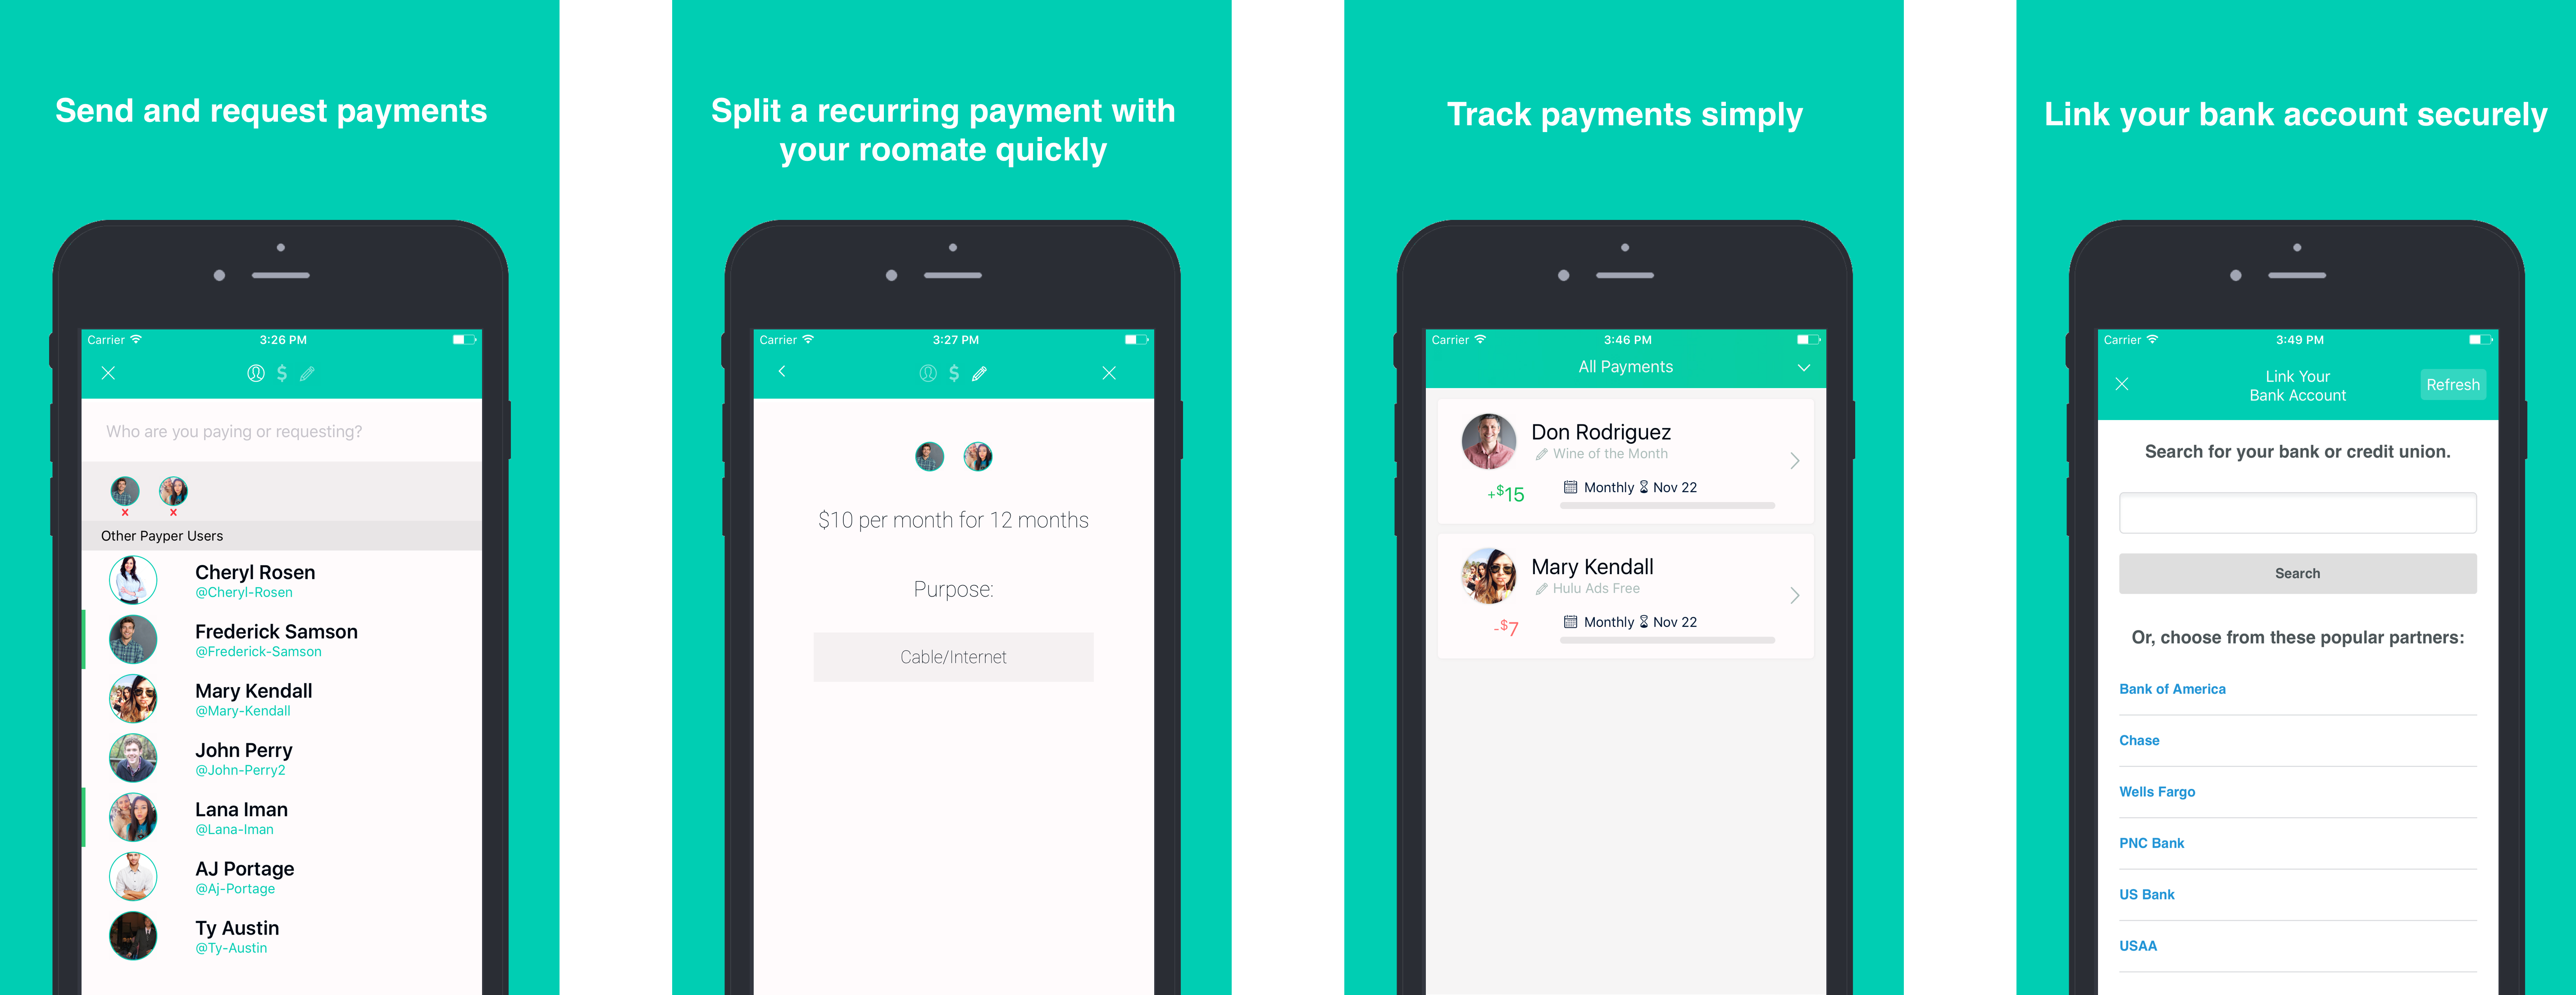 Send and request payments
Carrier
3:26 PM
$
Who are you paying or requesting?
Other Payper Users
Cheryl Rosen
@Cheryl-Rosen
Frederick Samson
@Frederick-Samson
Mary Kendall
@Mary-Kendall
John Perry
@John-Perry2
Lana Iman
@Lana-Iman
AJ Portage
@Aj-Portage
Ty Austin
@Ty-Austin
Split a recurring payment with
your roomate quickly
Carrier
3:27 PM
$
$10 per month for 12 months
Purpose:
Cable/Internet
Track payments simply
Carrier
3:46 PM
All Payments
Don Rodriguez
Wine of the Month
+$15
Monthly Nov 22
Mary Kendall
Hulu Ads Free
-$7
Monthly Nov 22
Link your bank account securely
Carrier
3:49 PM
Link Your
Bank Account
Refresh
Search for your bank or credit union.
Search
Or, choose from these popular partners:
Bank of America
Chase
Wells Fargo
PNC Bank
US Bank
USAA